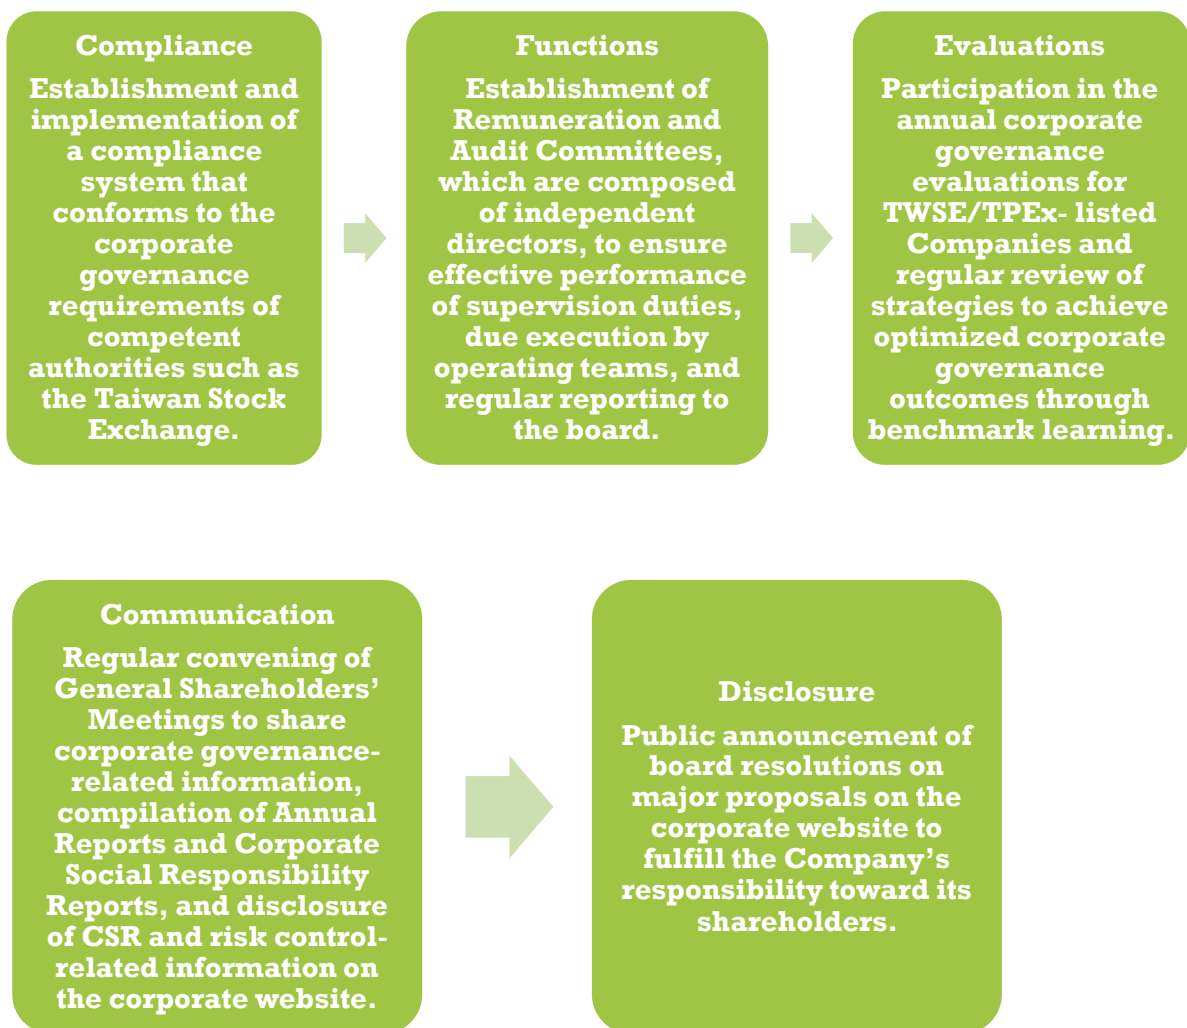 Compliance
Establishment and
implementation of
a compliance
system that
conforms to the
corporate
governance
requirements of
competent
authorities such as
the Taiwan Stock
Exchange.
Functions
Establishment of
Remuneration and
Audit Committees,
which are composed
of independent
directors, to ensure
effective performance
of supervision duties,
due execution by
operating teams, and
regular reporting to
the board.
Evaluations
Participation in the
annual corporate
governance
evaluations for
TWSE/TPEx- listed
Companies and
regular review of
strategies to achieve
optimized corporate
governance
outcomes through
benchmark learning.
Communication
Regular convening of
General Shareholders’
Meetings to share
corporate governance-
related information,
compilation of Annual
Reports and Corporate
Social Responsibility
Reports, and disclosure
of CSR and risk control-
related information on
the corporate website.
Disclosure
Public announcement of
board resolutions on
major proposals on the
corporate website to
fulfill the Company’s
responsibility toward its
shareholders.